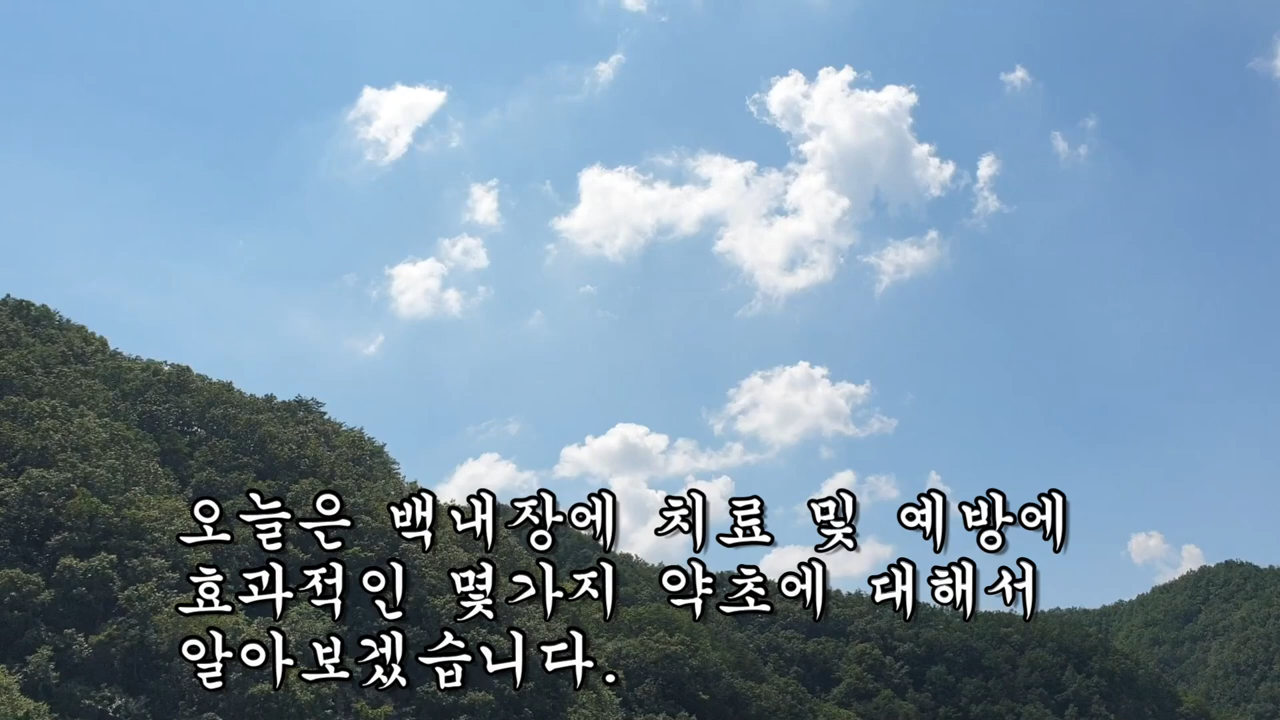 오늘은 백내장에 치료 및 예방에
효과적인 몇가지 약초에 대해서
알아보겠습니다.